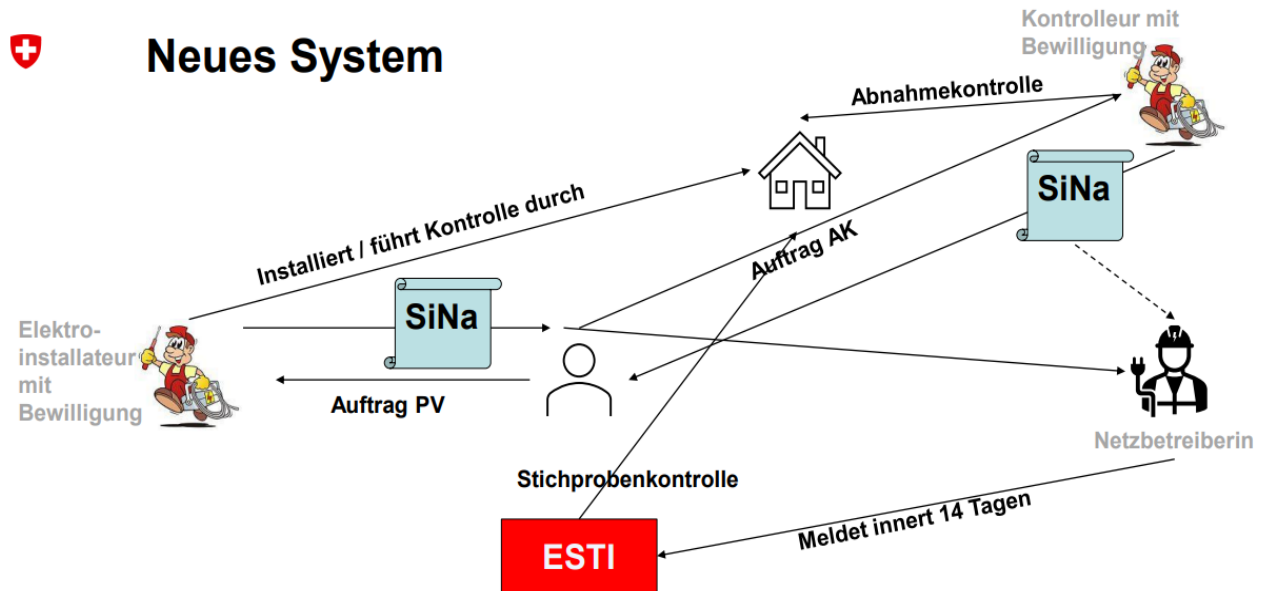 Neues System
Kontrolleur mit
Bewilligung
Abnahmekontrolle
SiNa
Installiert / führt Kontrolle durch
Auftrag AK
SiNa
Elektro-
installateur
mit
Bewilligung
Auftrag PV
Netzbetreiberin
Stichprobenkontrolle
Meldet innert 14 Tagen
ESTI